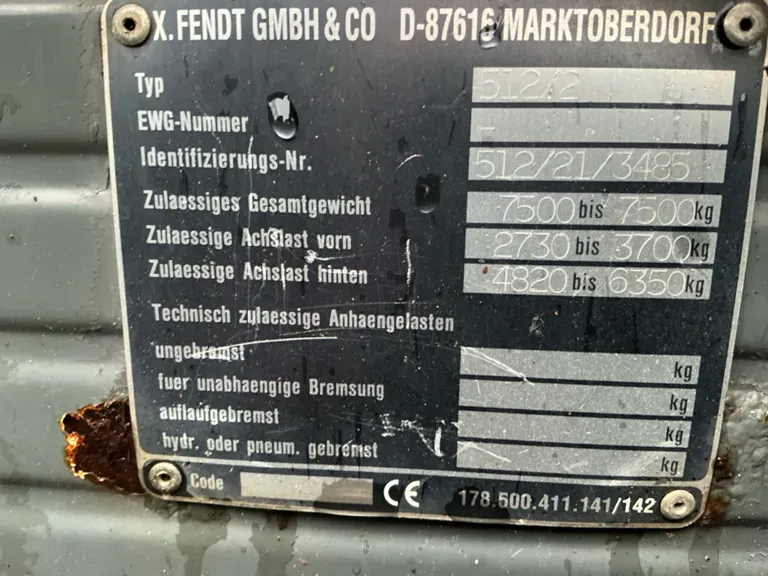 X. FENDT GMBH & CO D-87616 MARKTOBERDORF
Typ 512/2
EWG-Nummer -
Identifizierungs-Nr. 512/21/3485
Zulaessiges Gesamtgewicht 7500 bis 7500 kg
Zulaessige Achslast vorn 2730 bis 3700 kg
Zulaessige Achslast hinten 4820 bis 6350 kg
Technisch zulaessige Anhaengelasten
ungebremst kg
fuer unabhaengige Bremsung kg
auflaufgebremst kg
hydr. oder pneum. gebremst kg
Code CE 178.500.411.141/142